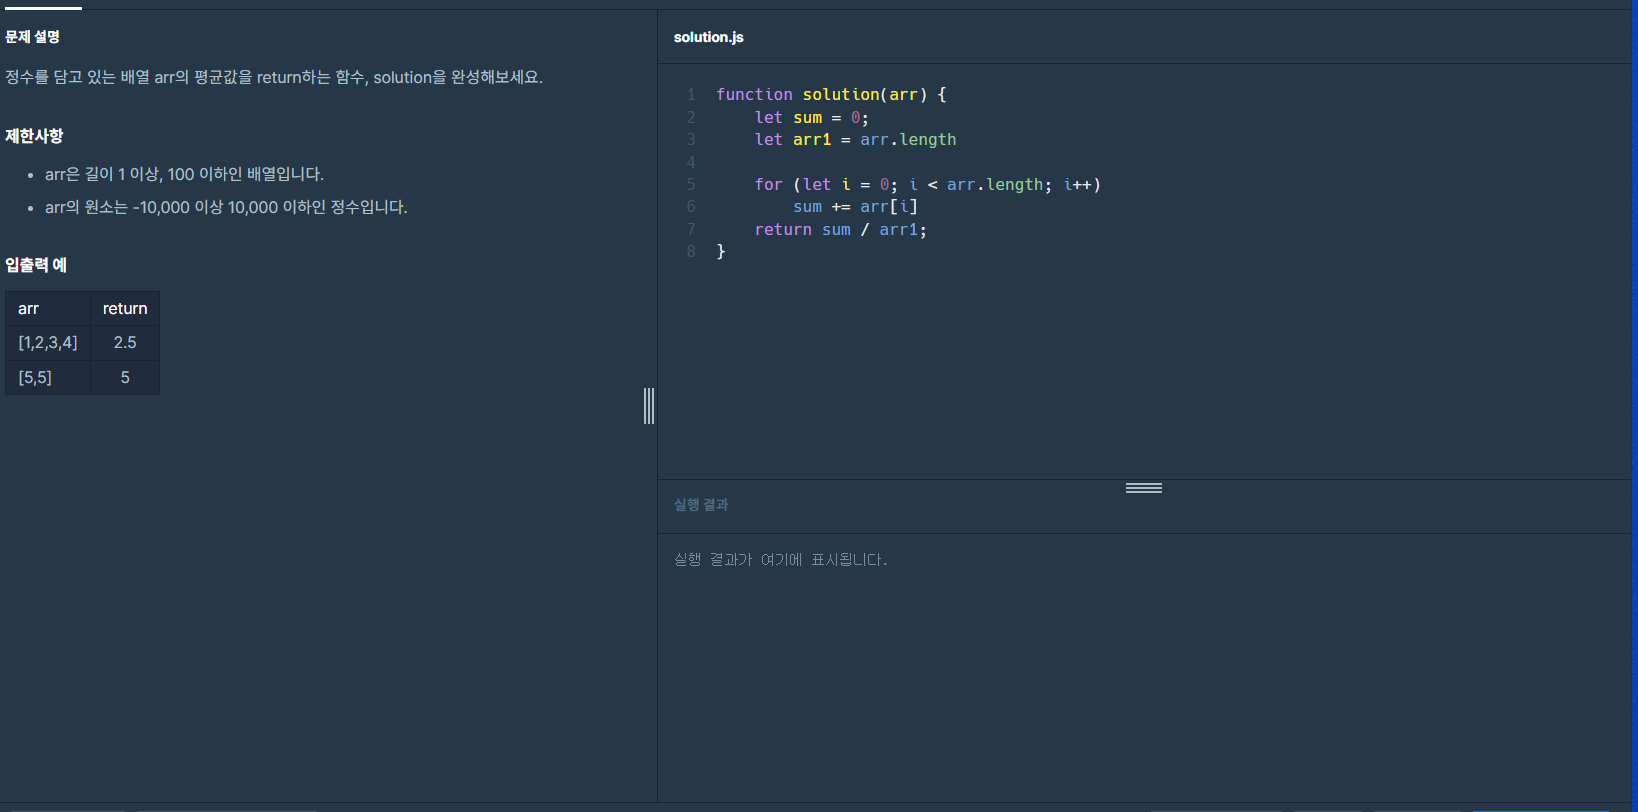 문제 설명
정수를 담고 있는 배열 arr의 평균값을 return하는 함수, solution을 완성해보세요.
제한사항
• arr은 길이 1 이상, 100 이하인 배열입니다.
• arr의 원소는 -10,000 이상 10,000 이하인 정수입니다.
입출력 예
arr return
[1,2,3,4] 2.5
[5,5] 5
solution.js
1 function solution(arr) {
2     let sum = 0;
3     let arr1 = arr.length
4
5     for (let i = 0; i < arr.length; i++)
6         sum += arr[i]
7     return sum / arr1;
8 }
실행 결과
실행 결과가 여기에 표시됩니다.